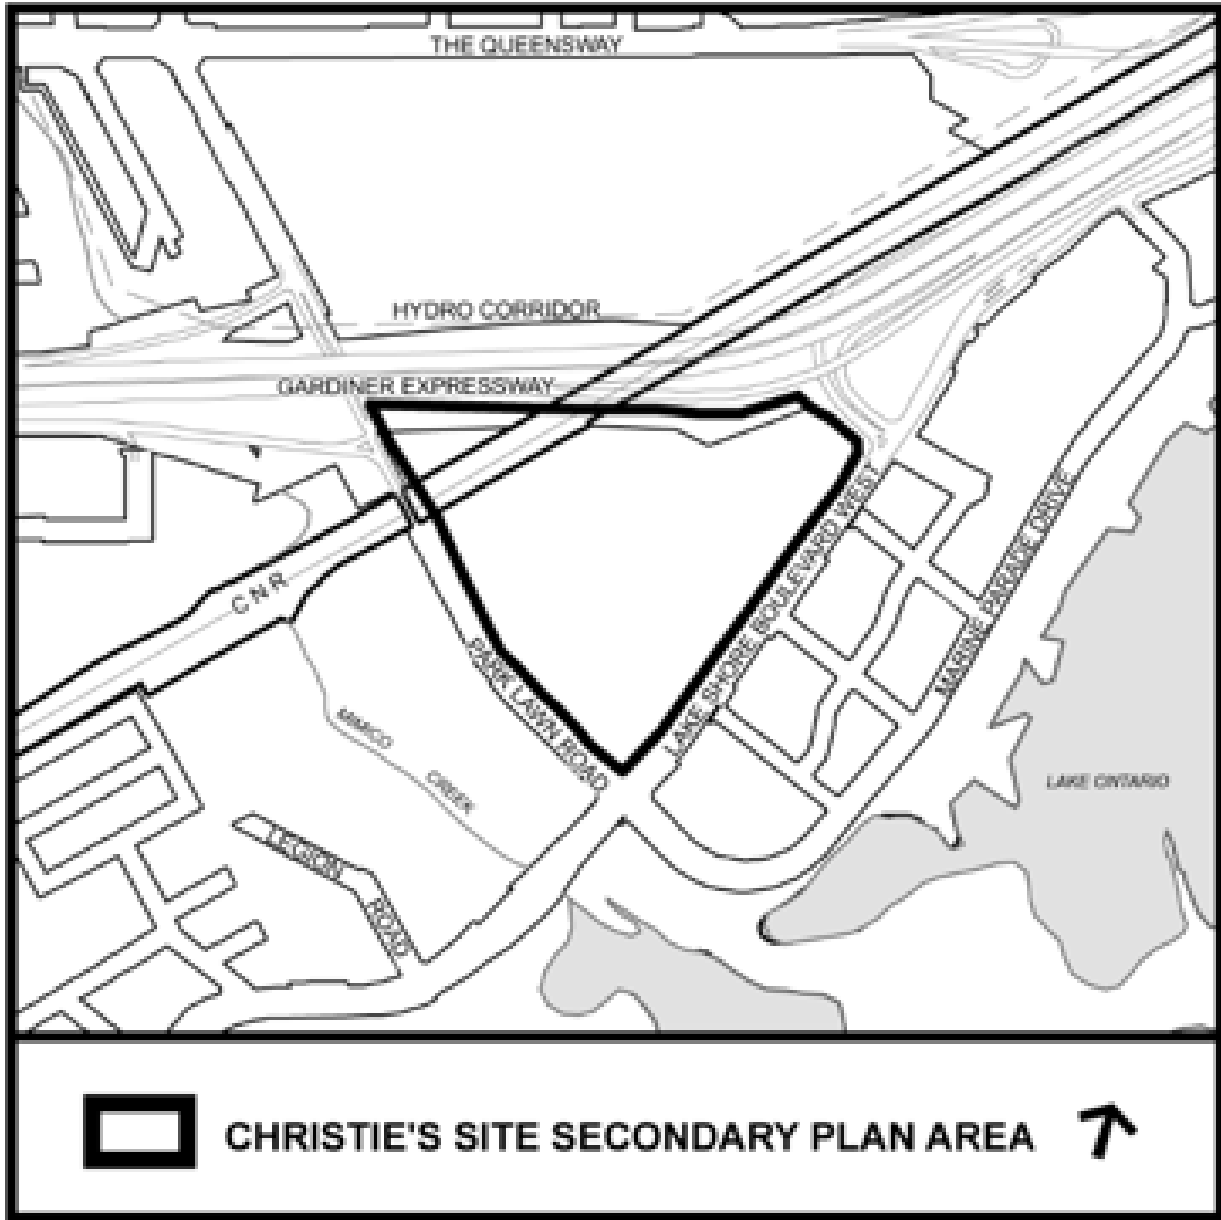 THE QUEENSWAY
HYDRO CORRIDOR
GARDINER EXPRESSWAY
C N R
PARK LAWN ROAD
LAKE SHORE BOULEVARD WEST
MARINE PARADE DRIVE
MIMICO
CREEK
LAKE ONTARIO
LEGION
ROAD
CHRISTIE'S SITE SECONDARY PLAN AREA